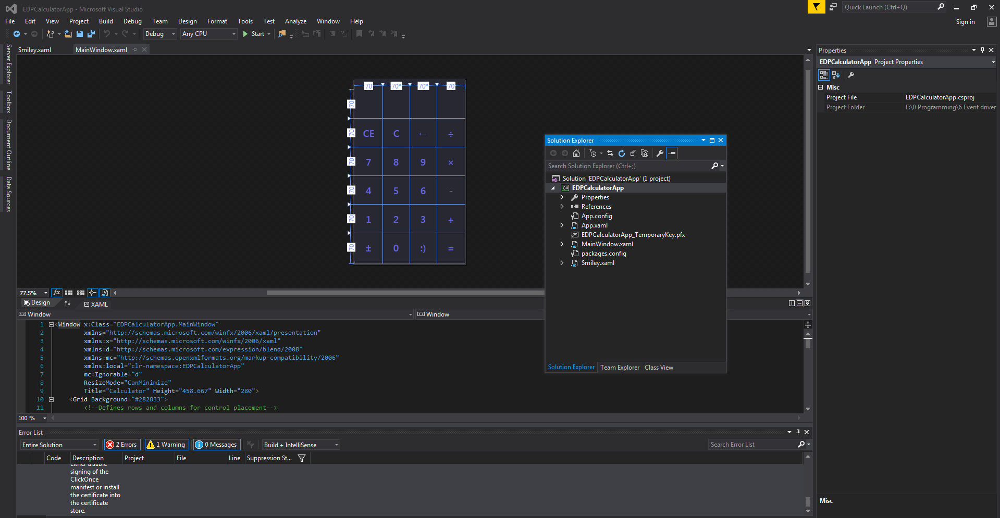 EDPCalculatorApp - Microsoft Visual Studio
Quick Launch (Ctrl+Q)
File Edit View Project Build Debug Team Design Format Tools Test Analyze Window Help
Sign in
Debug Any CPU Start
Server Explorer
Toolbox
Document Outline
Data Sources
Smiley.xaml MainWindow.xaml
70 70* 70* 70
70
70 CE C ← ÷
70 7 8 9 ×
70 4 5 6 -
70 1 2 3 +
70 ± 0 :) =
77.5% fx
Design XAML
Window Window
1 <Window x:Class="EDPCalculatorApp.MainWindow"
2 xmlns="http://schemas.microsoft.com/winfx/2006/xaml/presentation"
3 xmlns:x="http://schemas.microsoft.com/winfx/2006/xaml"
4 xmlns:d="http://schemas.microsoft.com/expression/blend/2008"
5 xmlns:mc="http://schemas.openxmlformats.org/markup-compatibility/2006"
6 xmlns:local="clr-namespace:EDPCalculatorApp"
7 mc:Ignorable="d"
8 ResizeMode="CanMinimize"
9 Title="Calculator" Height="458.667" Width="280">
10 <Grid Background="#282833">
11 <!--Defines rows and columns for control placement-->
100 %
Solution Explorer
Search Solution Explorer (Ctrl+;)
Solution 'EDPCalculatorApp' (1 project)
C# EDPCalculatorApp
Properties
References
App.config
App.xaml
EDPCalculatorApp_TemporaryKey.pfx
MainWindow.xaml
packages.config
Smiley.xaml
Solution Explorer Team Explorer Class View
Properties
EDPCalculatorApp Project Properties
Misc
Project File EDPCalculatorApp.csproj
Project Folder E:\0 Programming\6 Event driver
Misc
Error List
Entire Solution 2 Errors 1 Warning 0 Messages Build + IntelliSense Search Error List
Code Description Project File Line Suppression St...
either disable
signing of the
ClickOnce
manifest or install
the certificate into
the certificate
store.